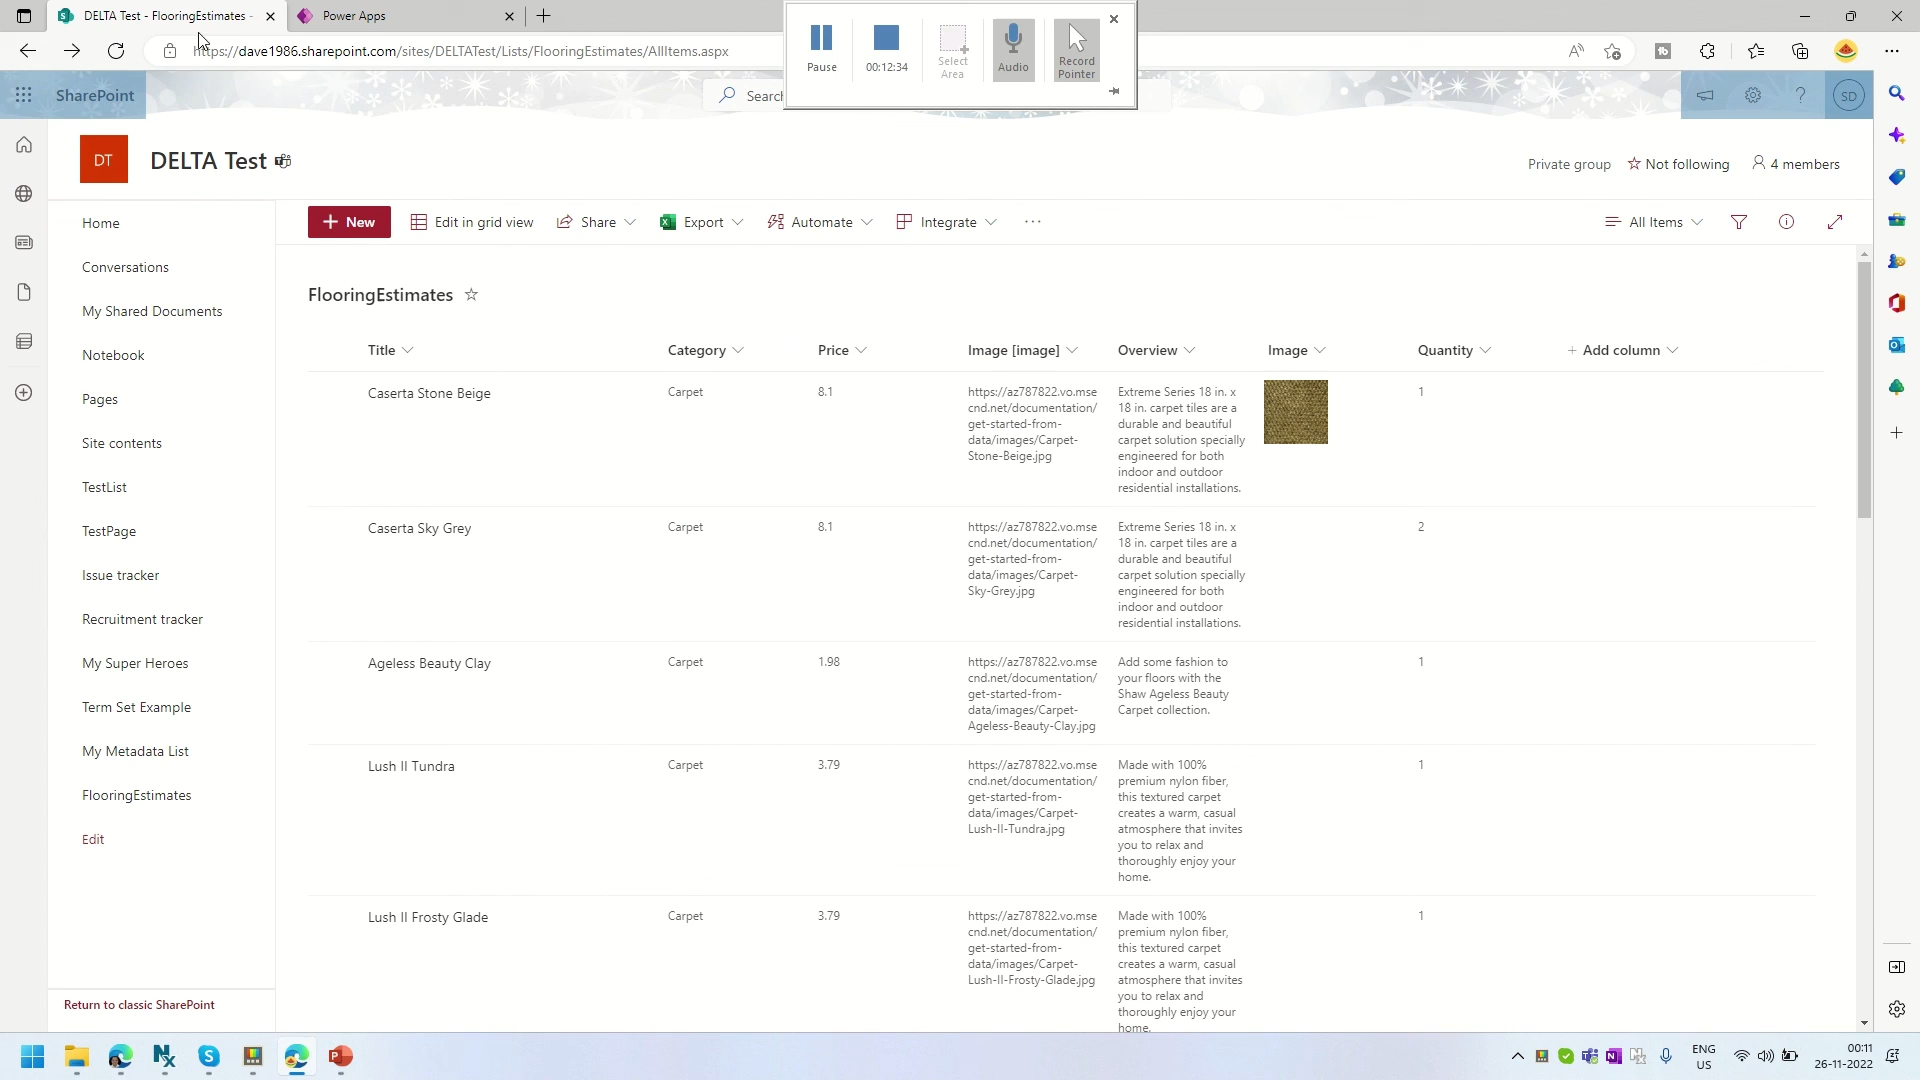 DELTA Test - FlooringEstimates -
Power Apps
https://dave1986.sharepoint.com/sites/DELTATest/Lists/FlooringEstimates/AllItems.aspx
Pause
00:12:34
Select
Area
Audio
Record
Pointer
SharePoint
Search
SD
DT
DELTA Test
Private group
Not following
4 members
Home
Conversations
My Shared Documents
Notebook
Pages
Site contents
TestList
TestPage
Issue tracker
Recruitment tracker
My Super Heroes
Term Set Example
My Metadata List
FlooringEstimates
Edit
Return to classic SharePoint
New
Edit in grid view
Share
Export
Automate
Integrate
All Items
FlooringEstimates
Title
Category
Price
Image [image]
Overview
Image
Quantity
Add column
Caserta Stone Beige
Carpet
8.1
https://az787822.vo.mse
cnd.net/documentation/
get-started-from-
data/images/Carpet-
Stone-Beige.jpg
Extreme Series 18 in. x
18 in. carpet tiles are a
durable and beautiful
carpet solution specially
engineered for both
indoor and outdoor
residential installations.
1
Caserta Sky Grey
Carpet
8.1
https://az787822.vo.mse
cnd.net/documentation/
get-started-from-
data/images/Carpet-
Sky-Grey.jpg
Extreme Series 18 in. x
18 in. carpet tiles are a
durable and beautiful
carpet solution specially
engineered for both
indoor and outdoor
residential installations.
2
Ageless Beauty Clay
Carpet
1.98
https://az787822.vo.mse
cnd.net/documentation/
get-started-from-
data/images/Carpet-
Ageless-Beauty-Clay.jpg
Add some fashion to
your floors with the
Shaw Ageless Beauty
Carpet collection.
1
Lush II Tundra
Carpet
3.79
https://az787822.vo.mse
cnd.net/documentation/
get-started-from-
data/images/Carpet-
Lush-II-Tundra.jpg
Made with 100%
premium nylon fiber,
this textured carpet
creates a warm, casual
atmosphere that invites
you to relax and
thoroughly enjoy your
home.
1
Lush II Frosty Glade
Carpet
3.79
https://az787822.vo.mse
cnd.net/documentation/
get-started-from-
data/images/Carpet-
Lush-II-Frosty-Glade.jpg
Made with 100%
premium nylon fiber,
this textured carpet
creates a warm, casual
atmosphere that invites
you to relax and
thoroughly enjoy your
home.
1
ENG
US
00:11
26-11-2022